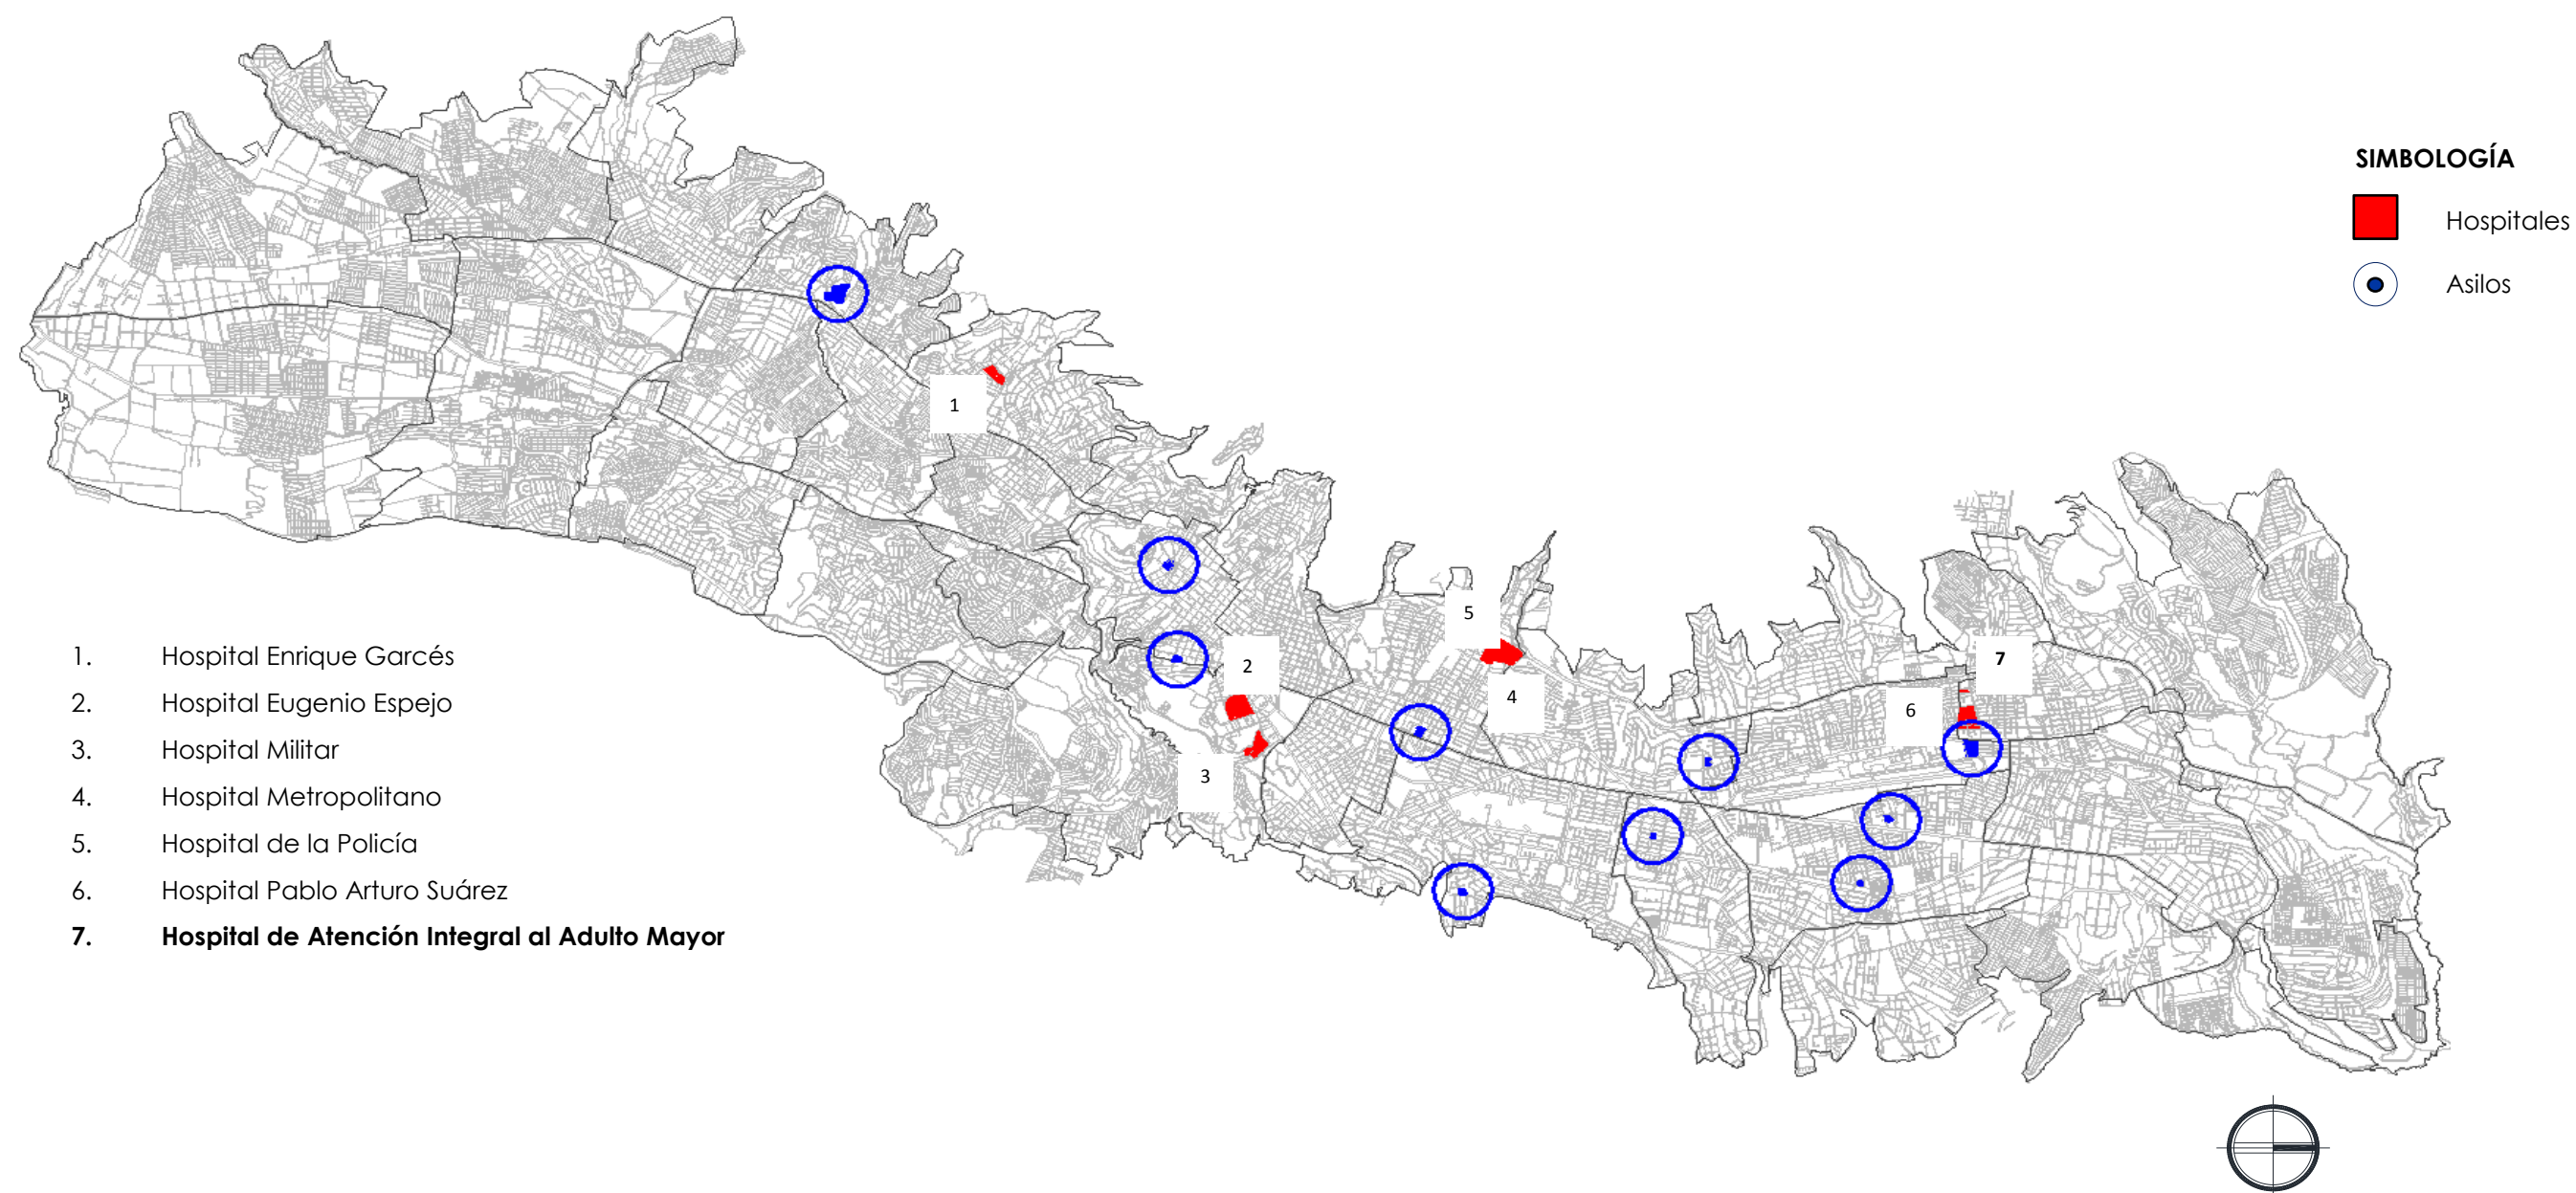 SIMBOLOGÍA
Hospitales
Asilos
1
5
2
7
4
6
3
1. Hospital Enrique Garcés
2. Hospital Eugenio Espejo
3. Hospital Militar
4. Hospital Metropolitano
5. Hospital de la Policía
6. Hospital Pablo Arturo Suárez
7. Hospital de Atención Integral al Adulto Mayor